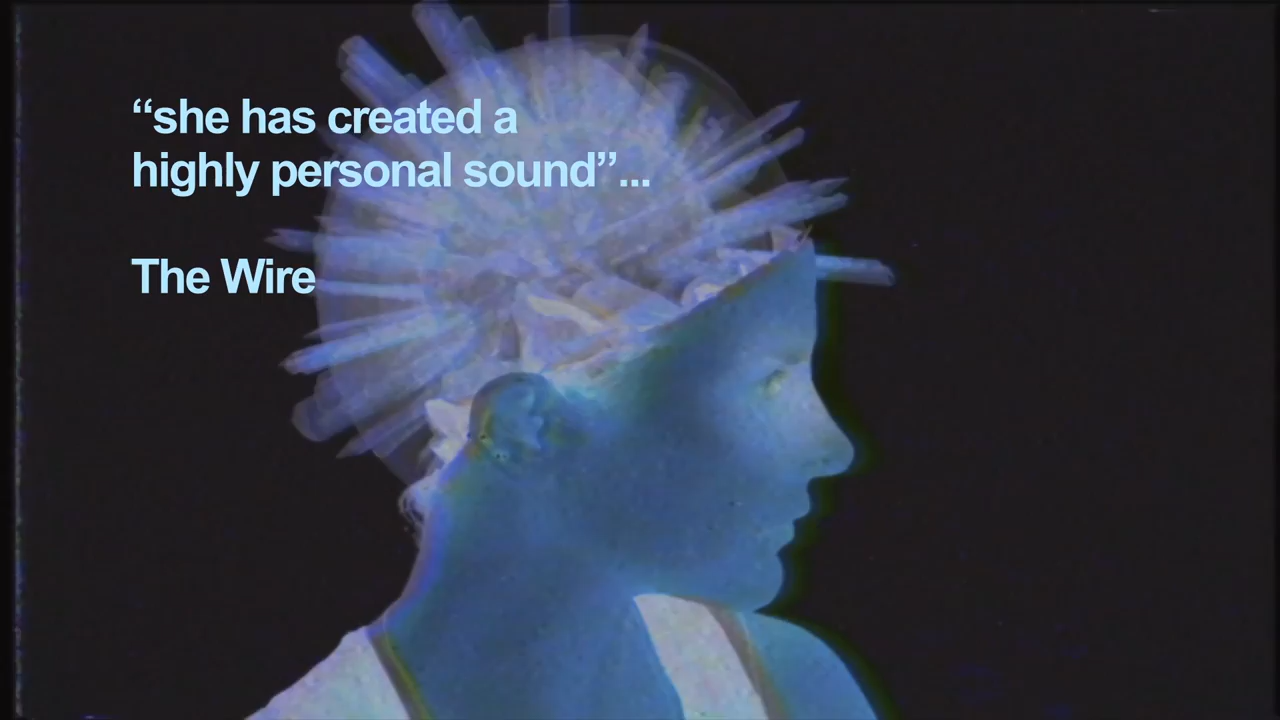 “she has created a
highly personal sound”...
The Wire